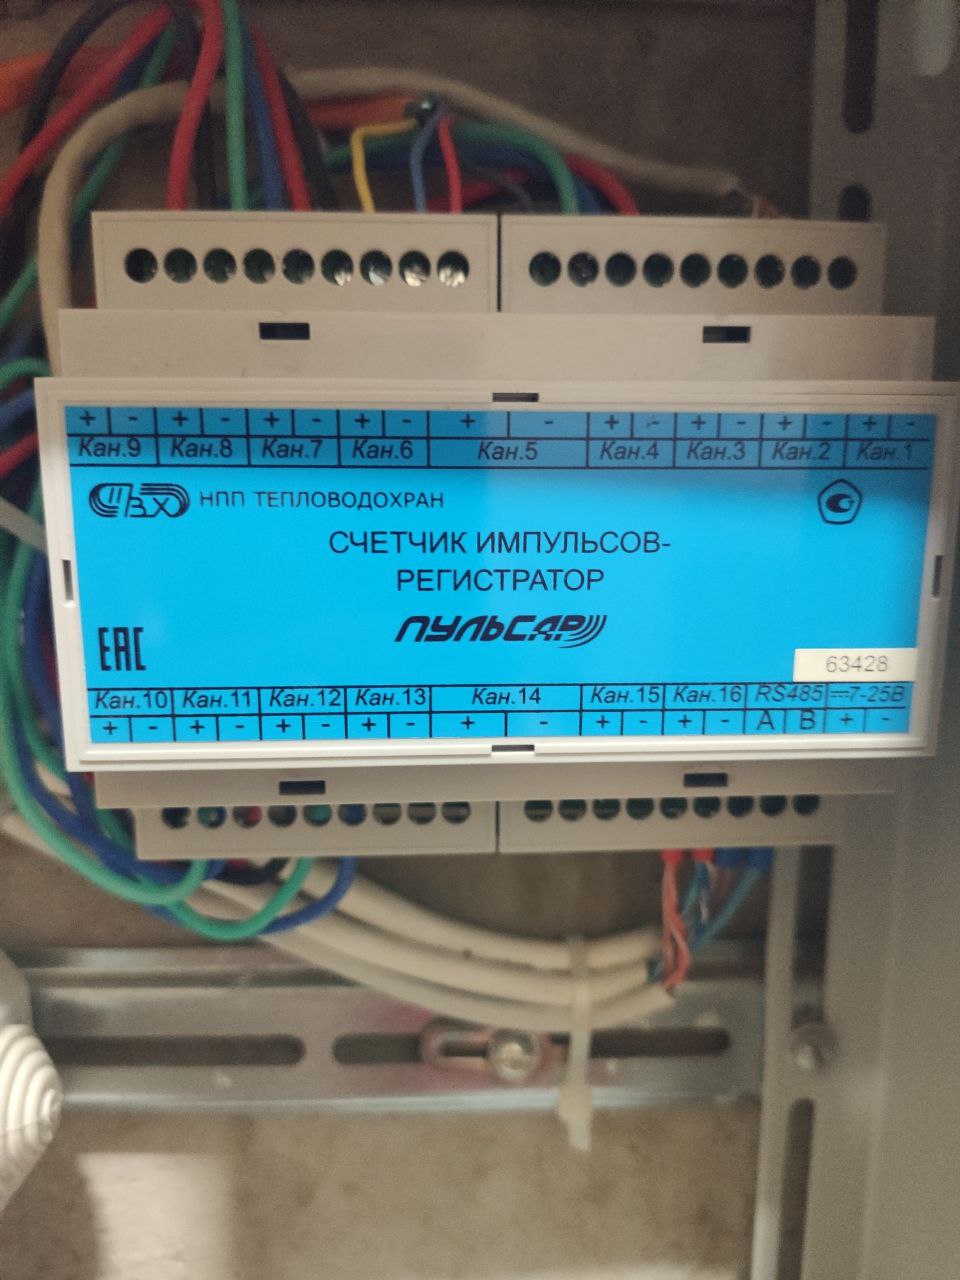 + - + - + - + - + - + - + - + - + -
Кан.9 Кан.8 Кан.7 Кан.6 Кан.5 Кан.4 Кан.3 Кан.2 Кан.1
НПП ТЕПЛОВОДОХРАН
СЧЕТЧИК ИМПУЛЬСОВ-
РЕГИСТРАТОР
ПУЛЬСАР
EAC
63428
Кан.10 Кан.11 Кан.12 Кан.13 Кан.14 Кан.15 Кан.16 RS485 ⎓7-25В
+ - + - + - + - + - + - + - A B + -